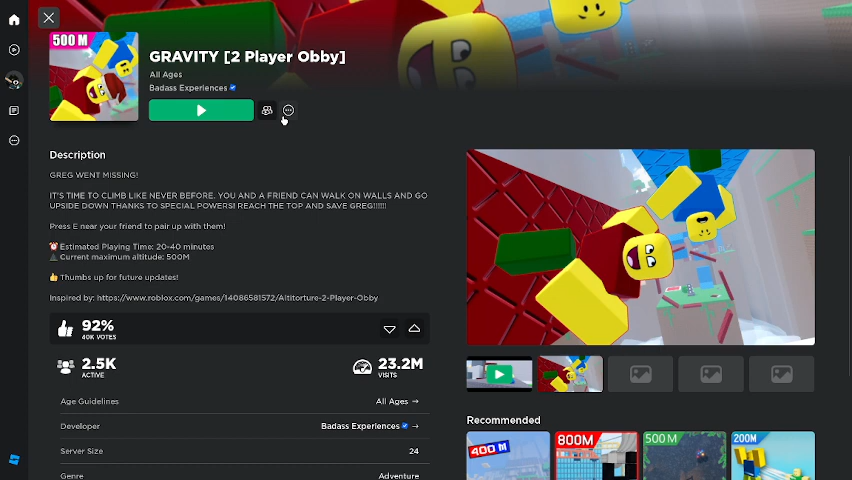 500 M
GRAVITY [2 Player Obby]
All Ages
Badass Experiences
Description
GREG WENT MISSING!
IT'S TIME TO CLIMB LIKE NEVER BEFORE. YOU AND A FRIEND CAN WALK ON WALLS AND GO
UPSIDE DOWN THANKS TO SPECIAL POWERS! REACH THE TOP AND SAVE GREG!!!!!!
Press E near your friend to pair up with them!
⏰ Estimated Playing Time: 20-40 minutes
Current maximum altitude: 500M
👍 Thumbs up for future updates!
Inspired by: https://www.roblox.com/games/14086581572/Altitorture-2-Player-Obby
92%
40K VOTES
2.5K
ACTIVE
23.2M
VISITS
Age Guidelines All Ages →
Developer Badass Experiences →
Server Size 24
Genre Adventure
Recommended
400 M
800M
500 M
200M